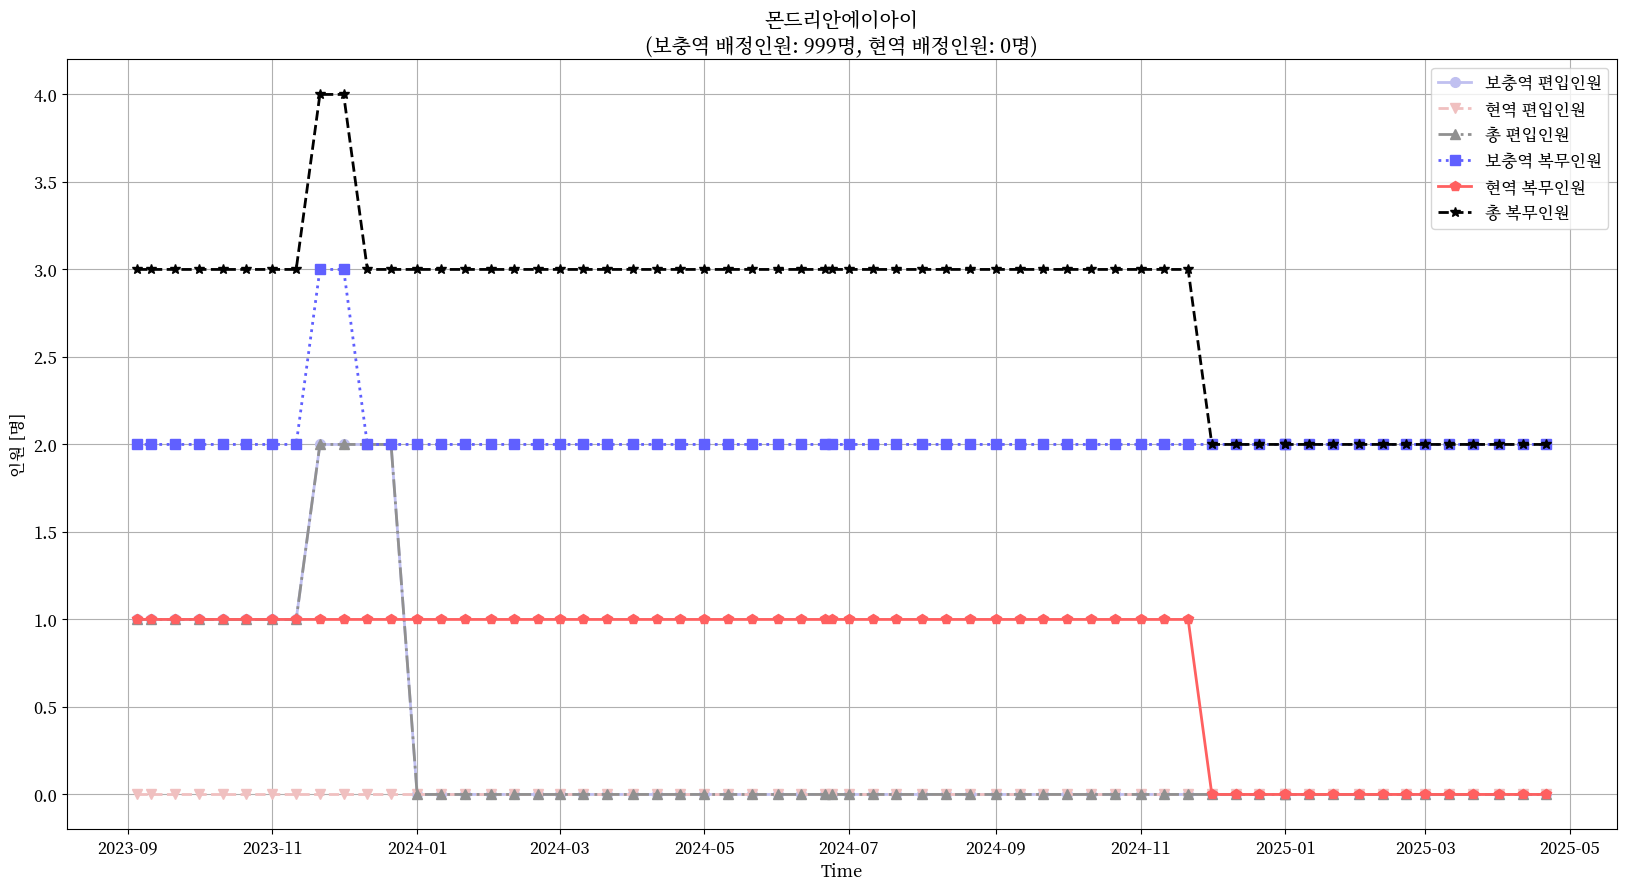 몬드리안에이아이
(보충역 배정인원: 999명, 현역 배정인원: 0명)
보충역 편입인원
현역 편입인원
총 편입인원
보충역 복무인원
현역 복무인원
총 복무인원
인원 [명]
4.0
3.5
3.0
2.5
2.0
1.5
1.0
0.5
0.0
2023-09 2023-11 2024-01 2024-03 2024-05 2024-07 2024-09 2024-11 2025-01 2025-03 2025-05
Time